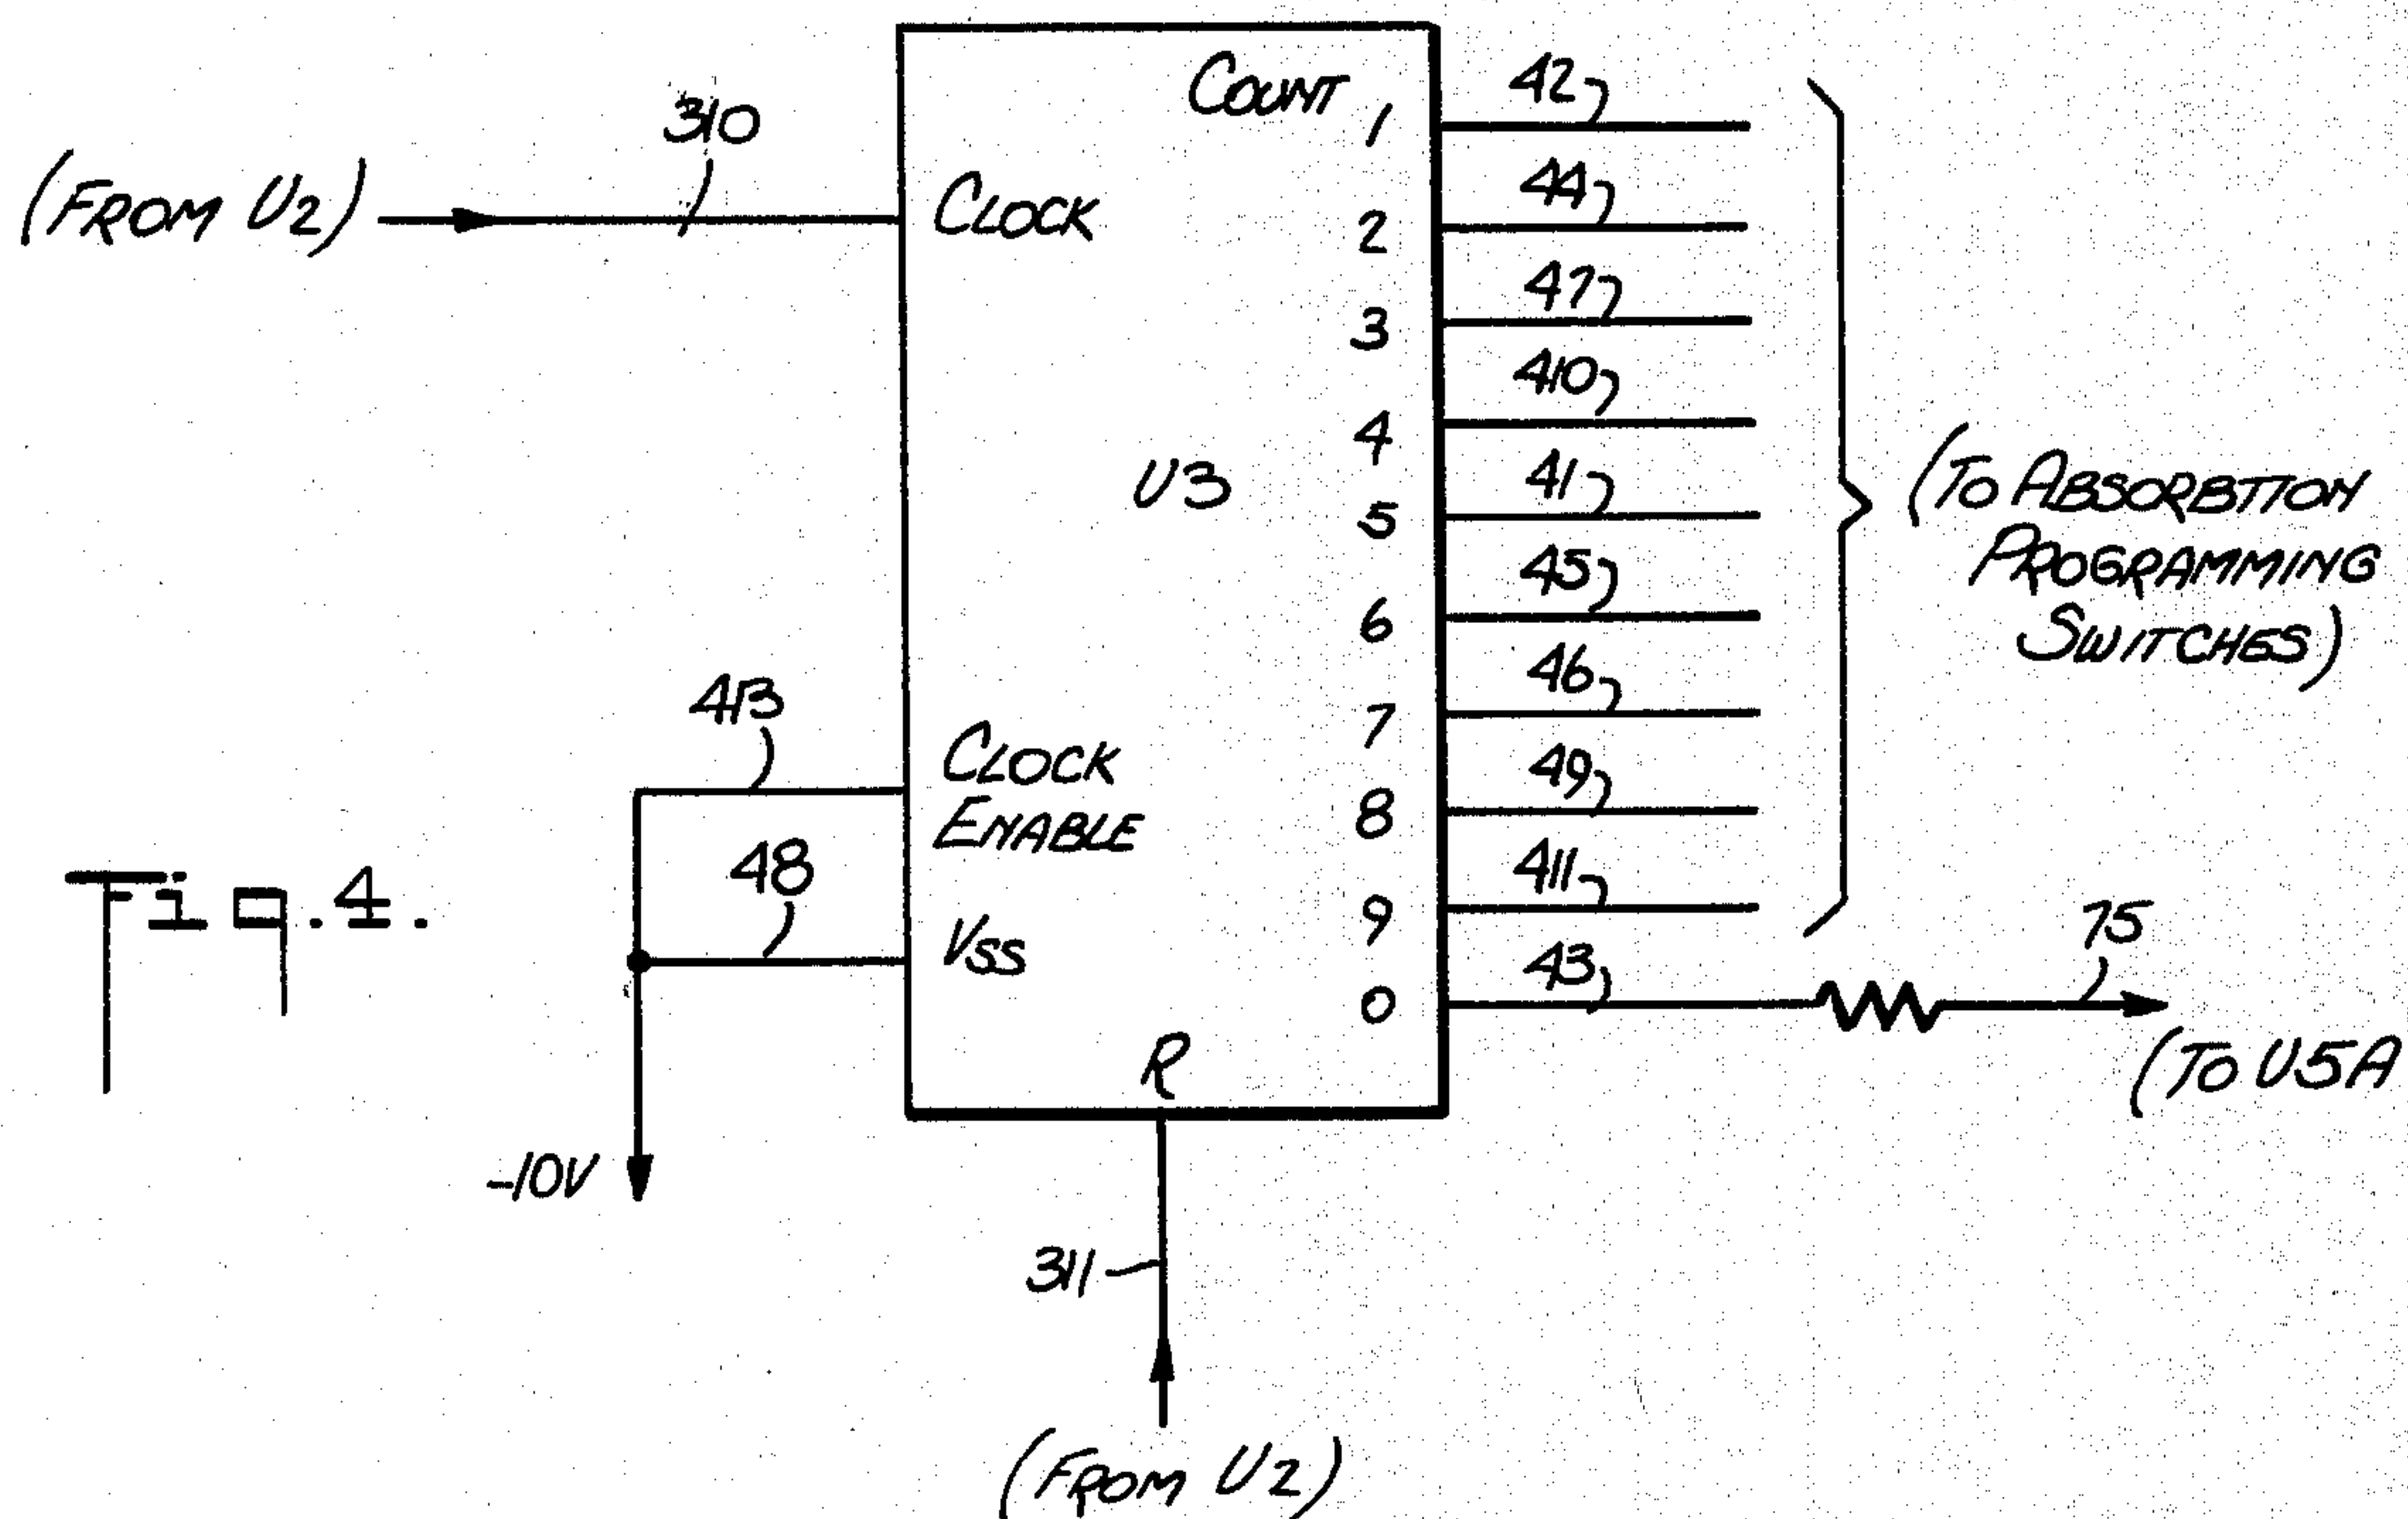 COUNT
42
1
310
(FROM U2)
CLOCK
44
2
47
3
410
4
U3
41
5
(TO ABSORBTION
PROGRAMMING
SWITCHES)
45
6
46
7
413
CLOCK
ENABLE
49
8
48
VSS
411
9
Fig.4.
43
0
75
(TO U5A
R
-10V
311
(FROM U2)